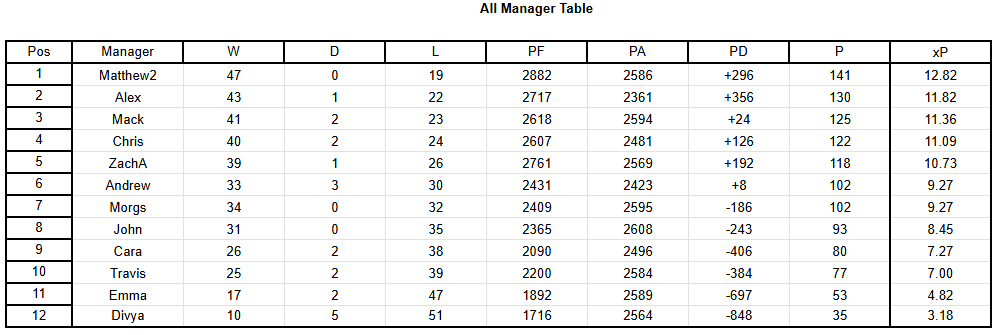 All Manager Table
Pos Manager W D L PF PA PD P xP
1 Matthew2 47 0 19 2882 2586 +296 141 12.82
2 Alex 43 1 22 2717 2361 +356 130 11.82
3 Mack 41 2 23 2618 2594 +24 125 11.36
4 Chris 40 2 24 2607 2481 +126 122 11.09
5 ZachA 39 1 26 2761 2569 +192 118 10.73
6 Andrew 33 3 30 2431 2423 +8 102 9.27
7 Morgs 34 0 32 2409 2595 -186 102 9.27
8 John 31 0 35 2365 2608 -243 93 8.45
9 Cara 26 2 38 2090 2496 -406 80 7.27
10 Travis 25 2 39 2200 2584 -384 77 7.00
11 Emma 17 2 47 1892 2589 -697 53 4.82
12 Divya 10 5 51 1716 2564 -848 35 3.18